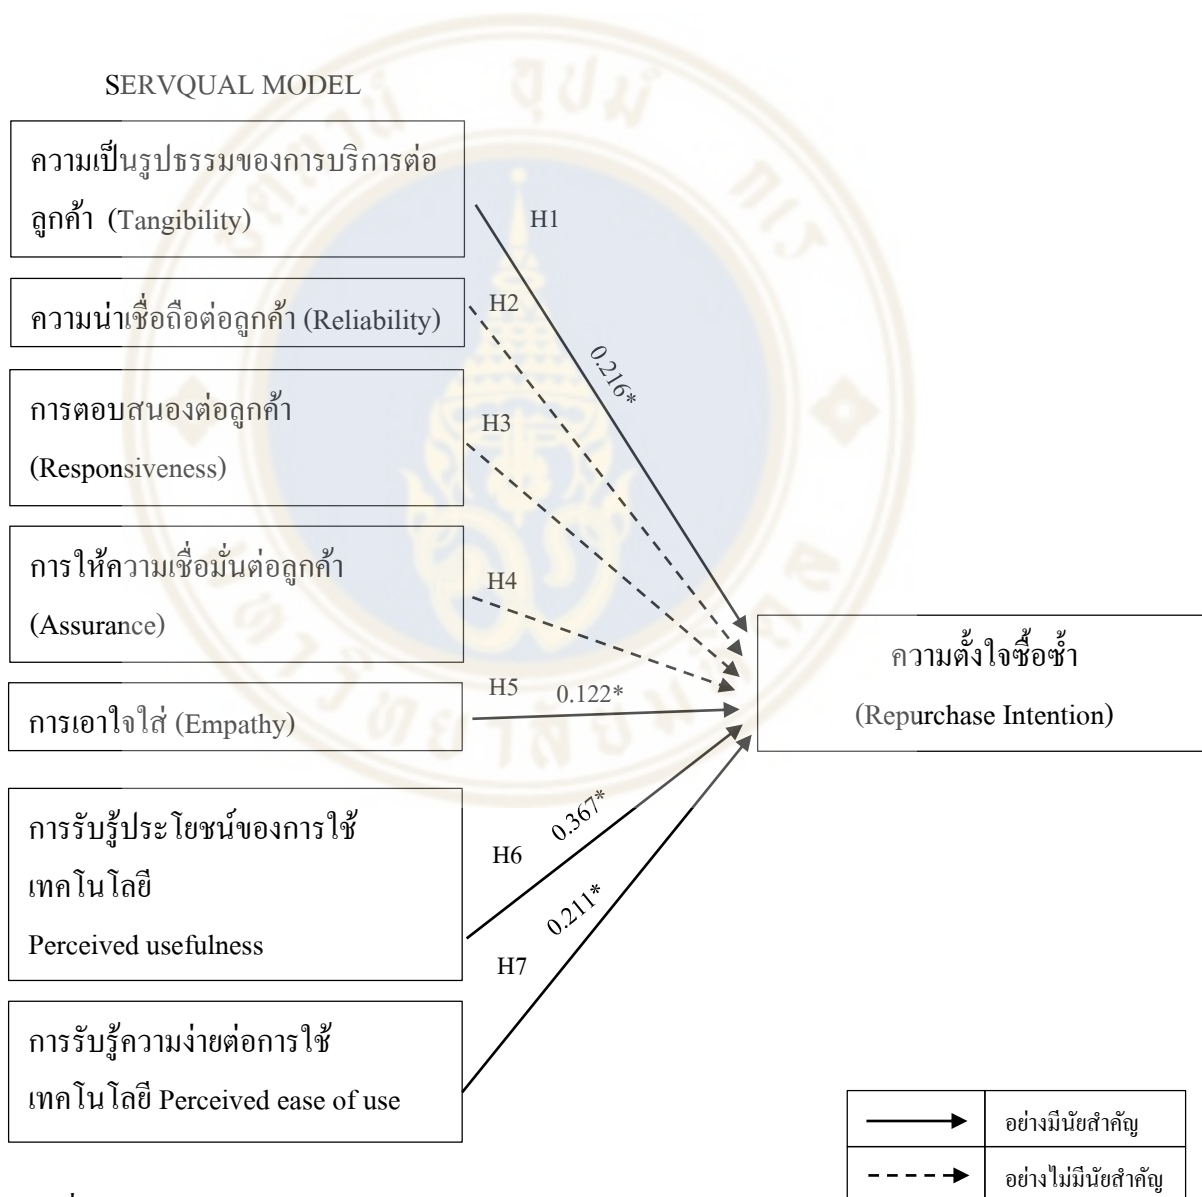 SERVQUAL MODEL
ความเป็นรูปธรรมของการบริการต่อ
ลูกค้า (Tangibility)
H1
ความน่าเชื่อถือต่อลูกค้า (Reliability)
H2
0.216*
การตอบสนองต่อลูกค้า
(Responsiveness)
H3
การให้ความเชื่อมั่นต่อลูกค้า
(Assurance)
H4
ความตั้งใจซื้อซ้ำ
(Repurchase Intention)
การเอาใจใส่ (Empathy)
H5
0.122*
การรับรู้ประโยชน์ของการใช้
เทคโนโลยี
Perceived usefulness
H6
0.367*
0.211*
H7
การรับรู้ความง่ายต่อการใช้
เทคโนโลยี Perceived ease of use
อย่างมีนัยสำคัญ
อย่างไม่มีนัยสำคัญ